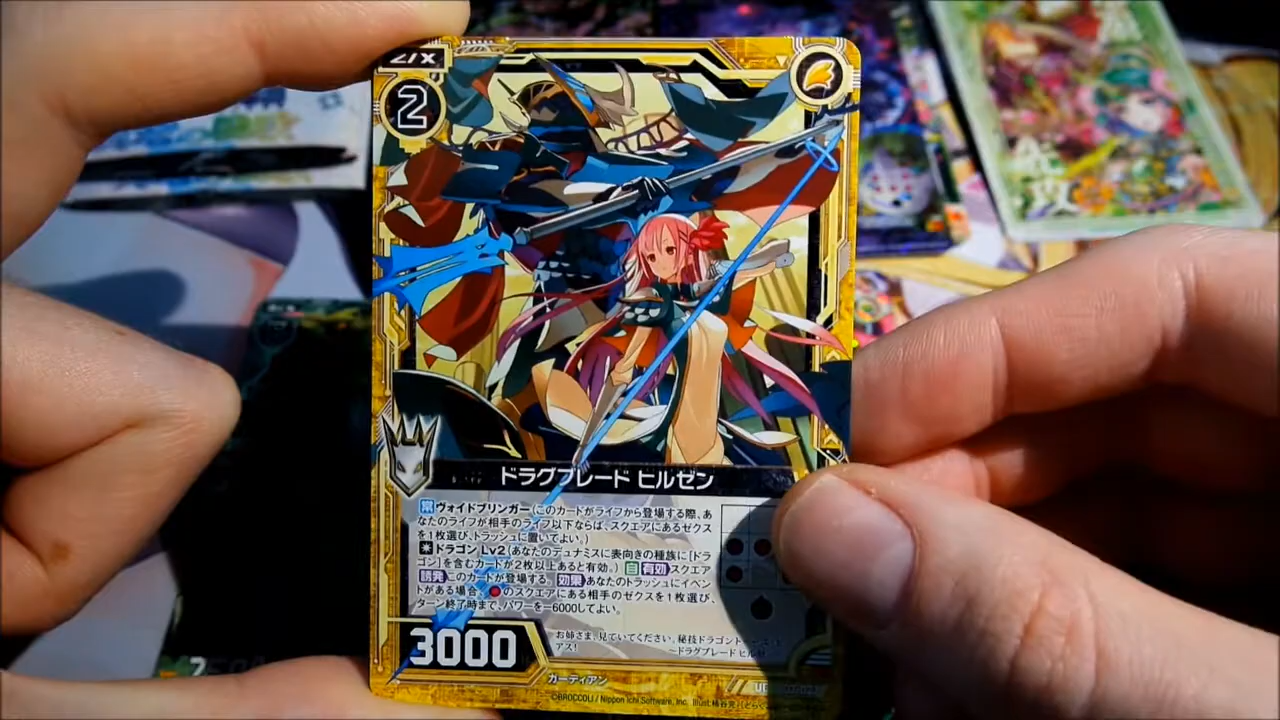 Z/X
2
ドラグブレード ヒルゼン
常 ヴォイドブリンガー(このカードがライフから登場する際、あ
なたのライフが相手のライフ以下ならば、スクエアにあるゼクス
を1枚選び、トラッシュに置いてよい。)
ドラゴン Lv2(あなたのデュナミスに表向きの種族に[ドラ
ゴン]を含むカードが2枚以上あると有効。) 自 有効 スクエア
誘発 このカードが登場する。 効果 あなたのトラッシュにイベン
トがある場合、のスクエアにある相手のゼクスを1枚選び、
ターン終了時まで、パワーを−6000してよい。
お姉さま、見ていてください。秘技ドラゴン
アス!
～ドラグブレード ヒルゼ
3000
ガーディアン
©BROCCOLI / Nippon Ichi Software, Inc. Illust.